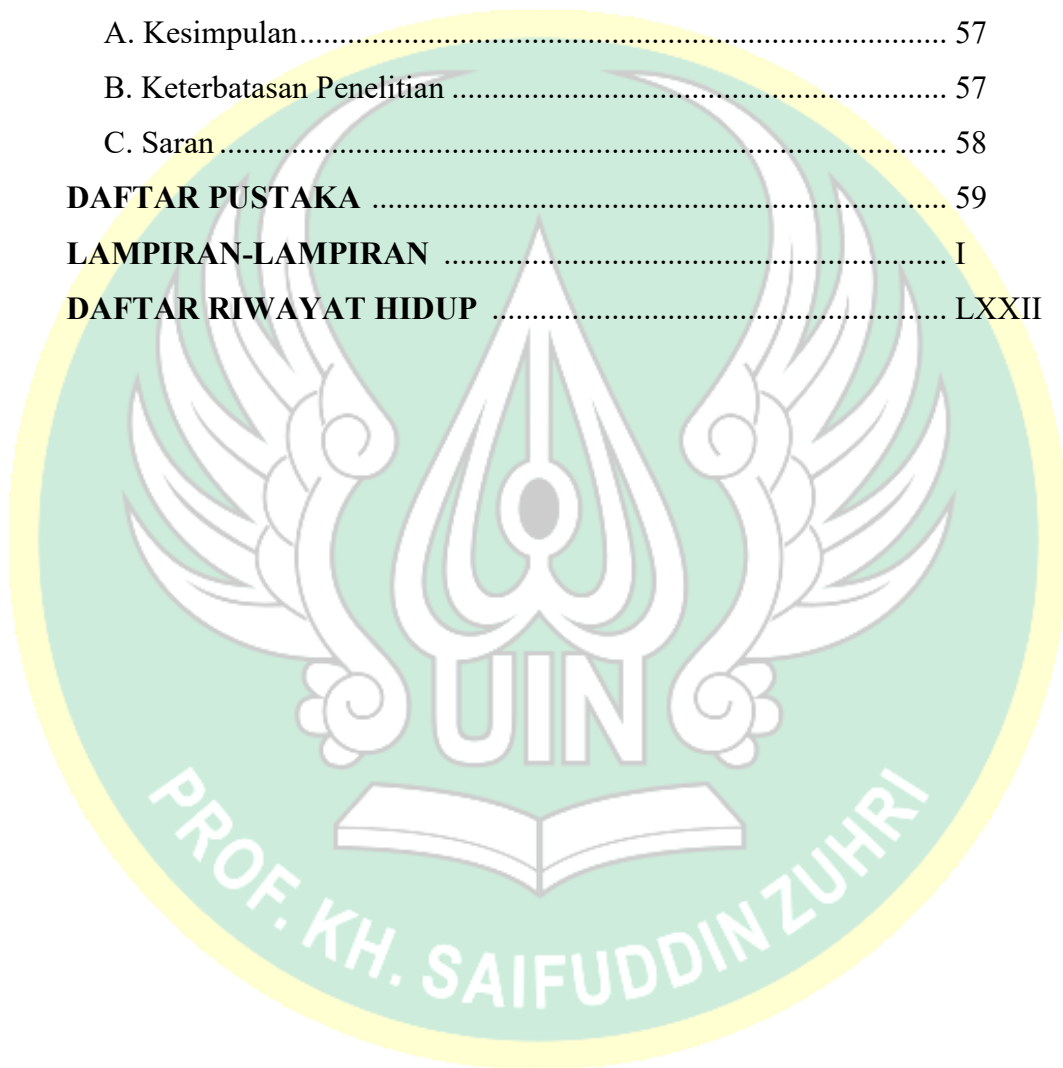 A. Kesimpulan................................................................................. 57
B. Keterbatasan Penelitian .............................................................. 57
C. Saran ........................................................................................... 58
DAFTAR PUSTAKA ........................................................................ 59
LAMPIRAN-LAMPIRAN ............................................................... I
DAFTAR RIWAYAT HIDUP ......................................................... LXXII
UIN
PROF. KH. SAIFUDDIN ZUHRI